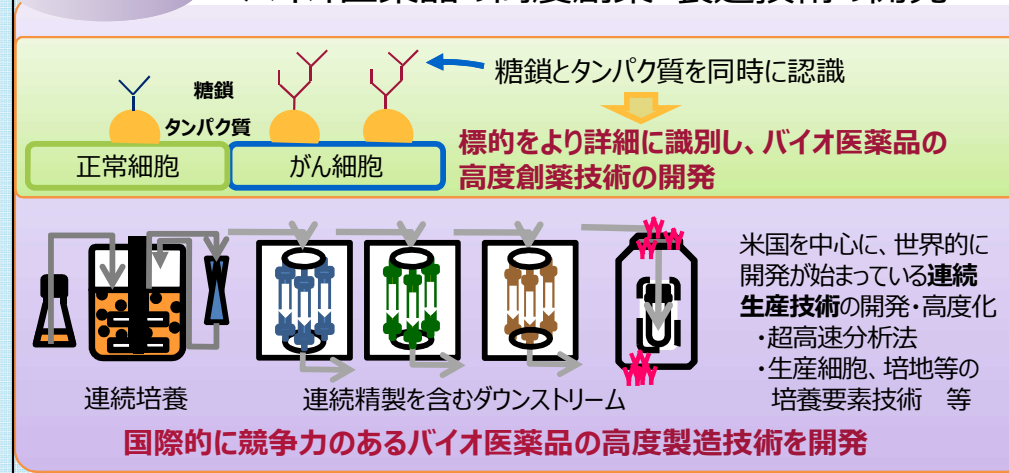 糖鎖とタンパク質を同時に認識
糖鎖
タンパク質
正常細胞
がん細胞
標的をより詳細に識別し、バイオ医薬品の
高度創薬技術の開発
米国を中心に、世界的に
開発が始まっている連続
生産技術の開発・高度化
・超高速分析法
・生産細胞、培地等の
培養要素技術　等
連続培養
連続精製を含むダウンストリーム
国際的に競争力のあるバイオ医薬品の高度製造技術を開発